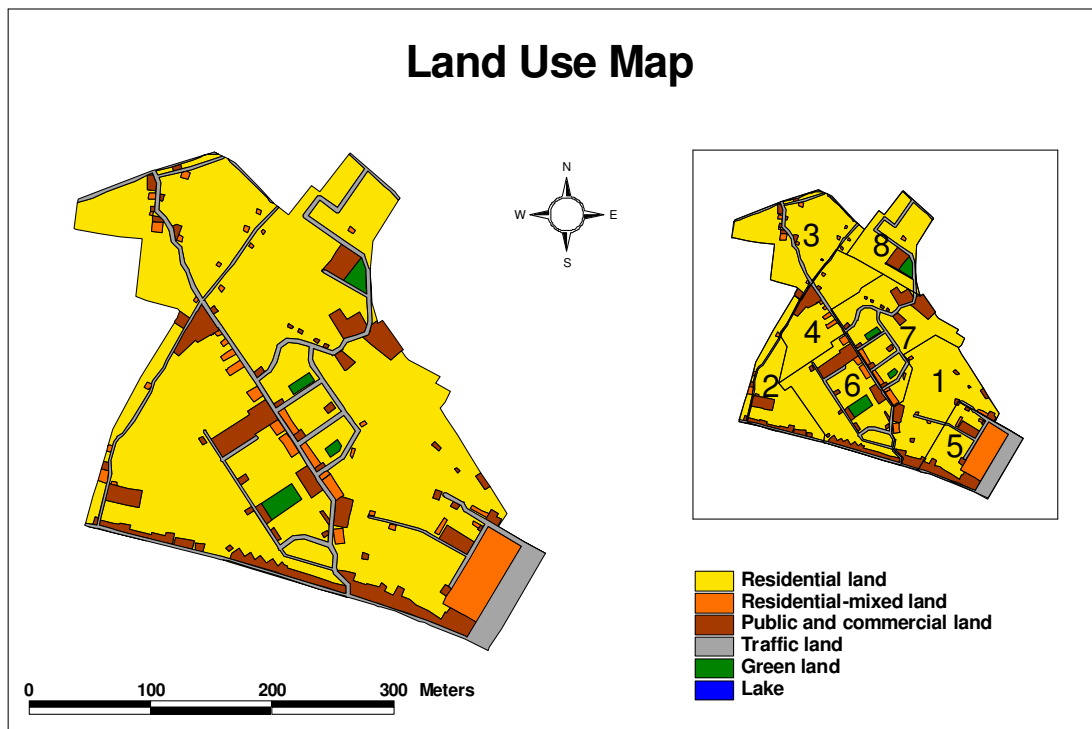 Land Use Map
N
W E
S
3
8
4
7
2
6
1
5
Residential land
Residential-mixed land
Public and commercial land
Traffic land
Green land
Lake
0 100 200 300 Meters